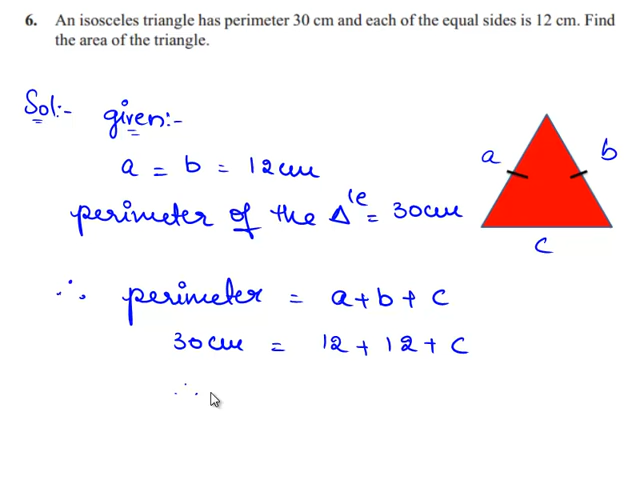 6. An isosceles triangle has perimeter 30 cm and each of the equal sides is 12 cm. Find
the area of the triangle.
Sol:- given:-
a = b = 12cm
perimeter of the Δle = 30cm
a
b
c
∴ perimeter = a+b+c
30cm = 12+12+c
∴